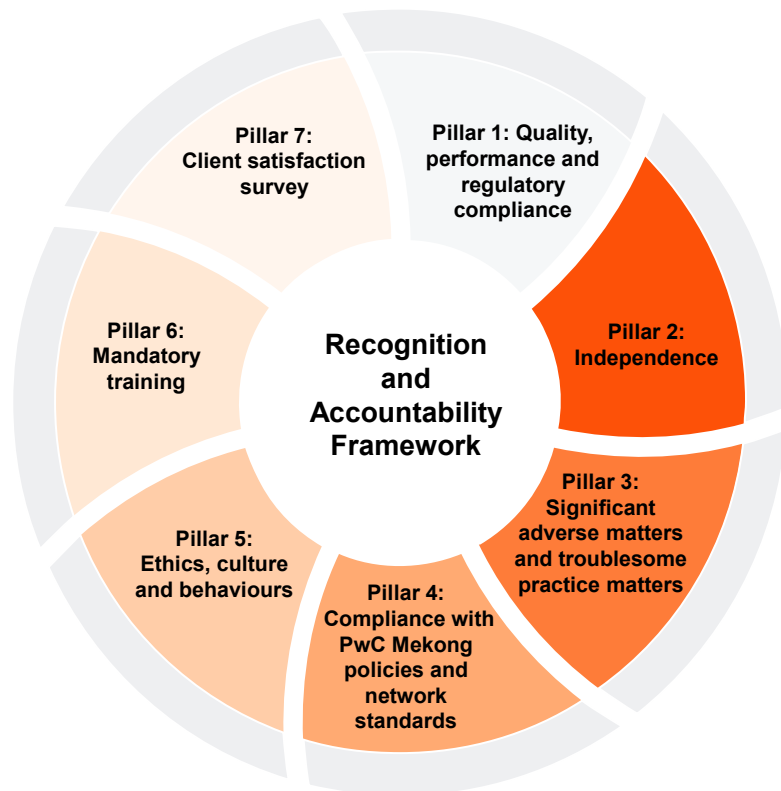 Pillar 7:
Client satisfaction
survey
Pillar 1: Quality,
performance and
regulatory
compliance
Pillar 2:
Independence
Pillar 3:
Significant
adverse matters
and troublesome
practice matters
Pillar 4:
Compliance with
PwC Mekong
policies and
network
standards
Pillar 5:
Ethics, culture
and behaviours
Pillar 6:
Mandatory
training
Recognition
and
Accountability
Framework